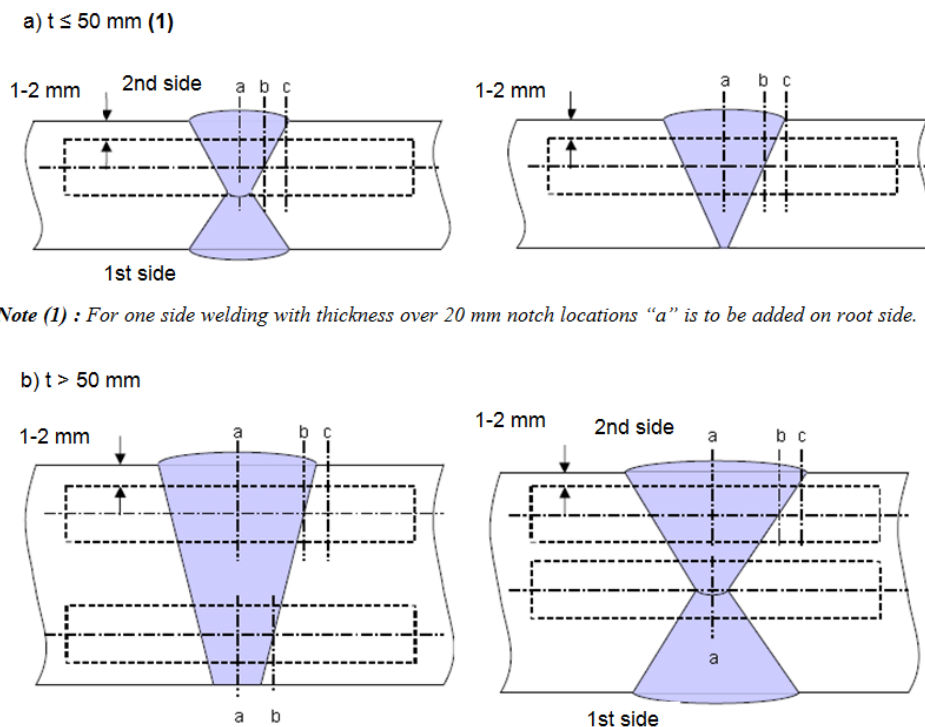 a) t ≤ 50 mm (1)
1-2 mm
2nd side
a b c
1st side
1-2 mm
a b c
Note (1) : For one side welding with thickness over 20 mm notch locations “a” is to be added on root side.
b) t > 50 mm
1-2 mm
a b c
a b
1-2 mm
2nd side
a b c
a
1st side